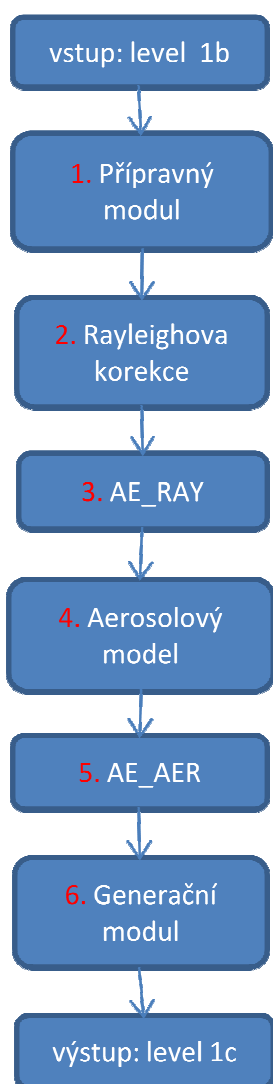 vstup: level 1b
1. Přípravný
modul
2. Rayleighova
korekce
3. AE_RAY
4. Aerosolový
model
5. AE_AER
6. Generační
modul
výstup: level 1c